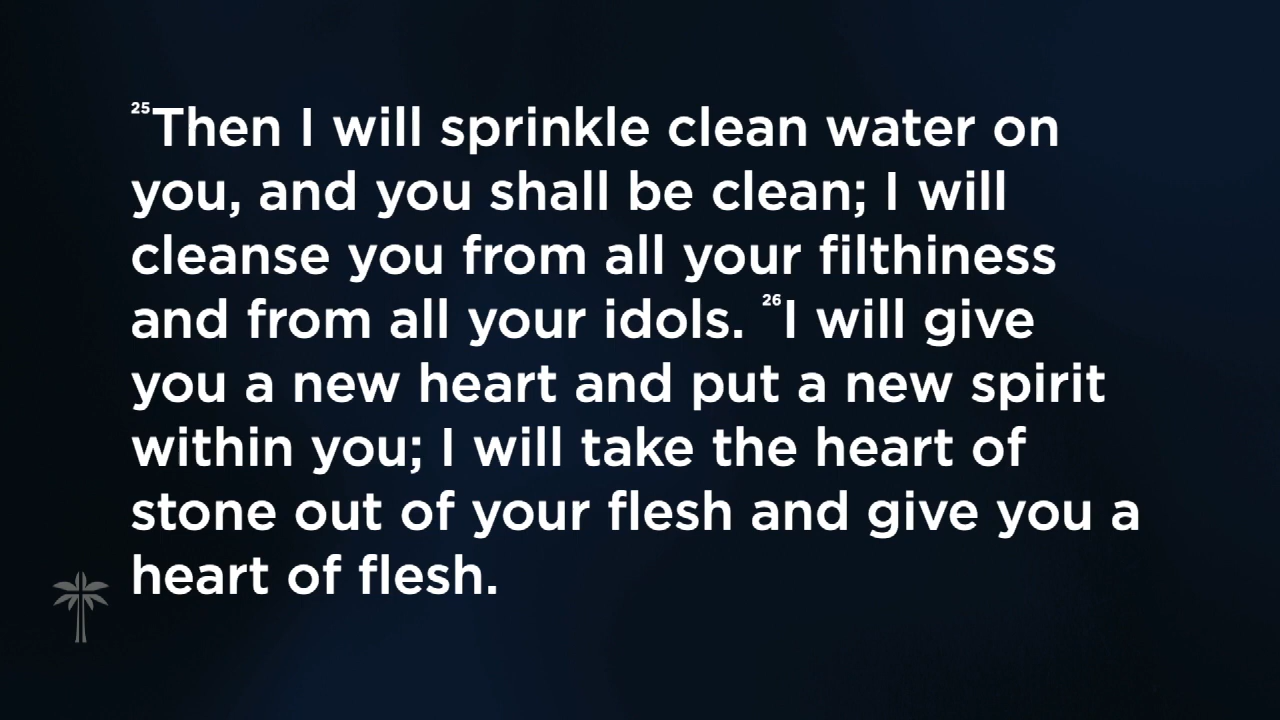 25Then I will sprinkle clean water on
you, and you shall be clean; I will
cleanse you from all your filthiness
and from all your idols. 26I will give
you a new heart and put a new spirit
within you; I will take the heart of
stone out of your flesh and give you a
heart of flesh.